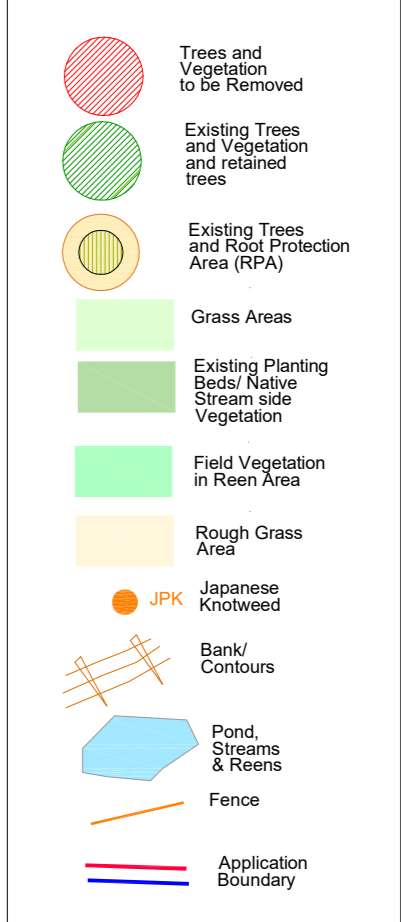 Trees and
Vegetation
to be Removed
Existing Trees
and Vegetation
and retained
trees
Existing Trees
and Root Protection
Area (RPA)
Grass Areas
Existing Planting
Beds/ Native
Stream side
Vegetation
Field Vegetation
in Reen Area
Rough Grass
Area
JPK
Japanese
Knotweed
Bank/
Contours
Pond,
Streams
& Reens
Fence
Application
Boundary